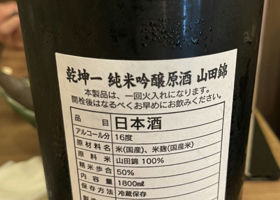 乾坤一 純米吟醸原酒 山田錦
本製品は、一回火入れになります。
開栓後はなるべくお早めにお飲みください。
品目 日本酒
アルコール分 16度
原材料名 米(国産)、米麹(国産米)
原料米 山田錦 100%
精米歩合 50%
内容量 1800㎖
保存方法 冷蔵保存